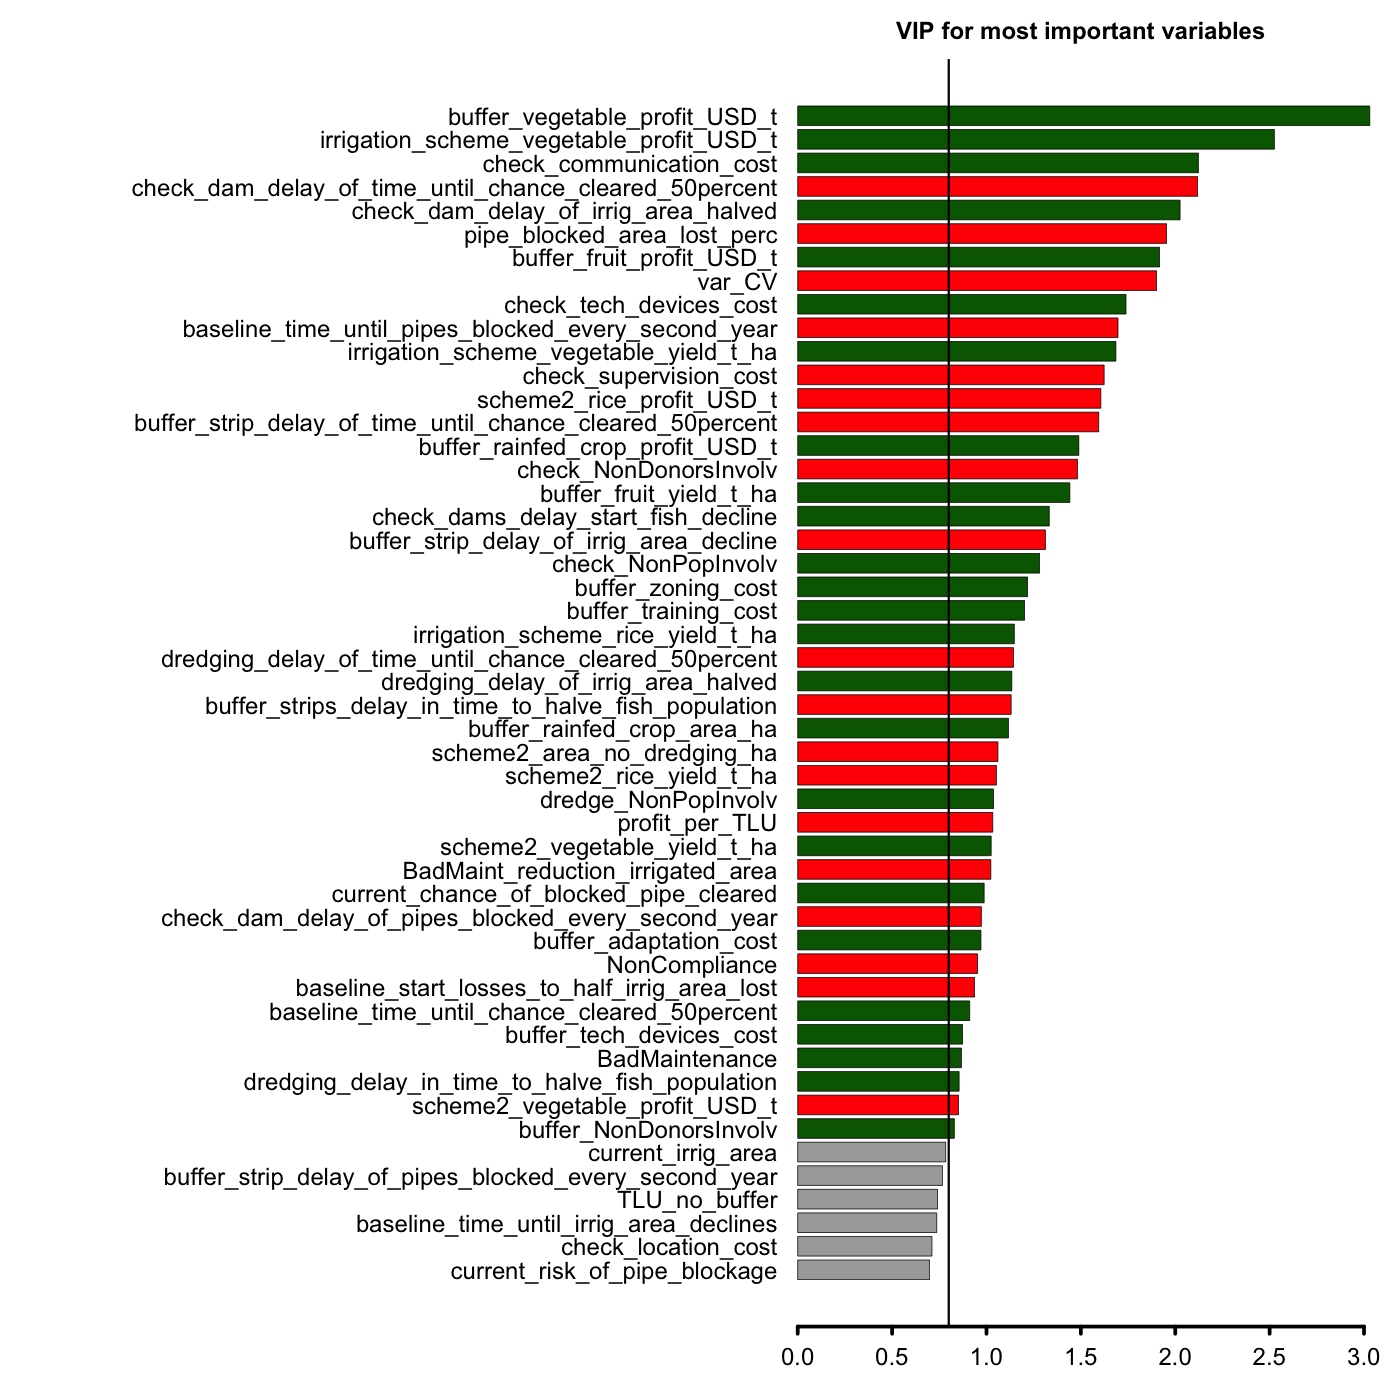 VIP for most important variables
buffer_vegetable_profit_USD_t
irrigation_scheme_vegetable_profit_USD_t
check_communication_cost
check_dam_delay_of_time_until_chance_cleared_50percent
check_dam_delay_of_irrig_area_halved
pipe_blocked_area_lost_perc
buffer_fruit_profit_USD_t
var_CV
check_tech_devices_cost
baseline_time_until_pipes_blocked_every_second_year
irrigation_scheme_vegetable_yield_t_ha
check_supervision_cost
scheme2_rice_profit_USD_t
buffer_strip_delay_of_time_until_chance_cleared_50percent
buffer_rainfed_crop_profit_USD_t
check_NonDonorsInvolv
buffer_fruit_yield_t_ha
check_dams_delay_start_fish_decline
buffer_strip_delay_of_irrig_area_decline
check_NonPopInvolv
buffer_zoning_cost
buffer_training_cost
irrigation_scheme_rice_yield_t_ha
dredging_delay_of_time_until_chance_cleared_50percent
dredging_delay_of_irrig_area_halved
buffer_strips_delay_in_time_to_halve_fish_population
buffer_rainfed_crop_area_ha
scheme2_area_no_dredging_ha
scheme2_rice_yield_t_ha
dredge_NonPopInvolv
profit_per_TLU
scheme2_vegetable_yield_t_ha
BadMaint_reduction_irrigated_area
current_chance_of_blocked_pipe_cleared
check_dam_delay_of_pipes_blocked_every_second_year
buffer_adaptation_cost
NonCompliance
baseline_start_losses_to_half_irrig_area_lost
baseline_time_until_chance_cleared_50percent
buffer_tech_devices_cost
BadMaintenance
dredging_delay_in_time_to_halve_fish_population
scheme2_vegetable_profit_USD_t
buffer_NonDonorsInvolv
current_irrig_area
buffer_strip_delay_of_pipes_blocked_every_second_year
TLU_no_buffer
baseline_time_until_irrig_area_declines
check_location_cost
current_risk_of_pipe_blockage
0.0 0.5 1.0 1.5 2.0 2.5 3.0